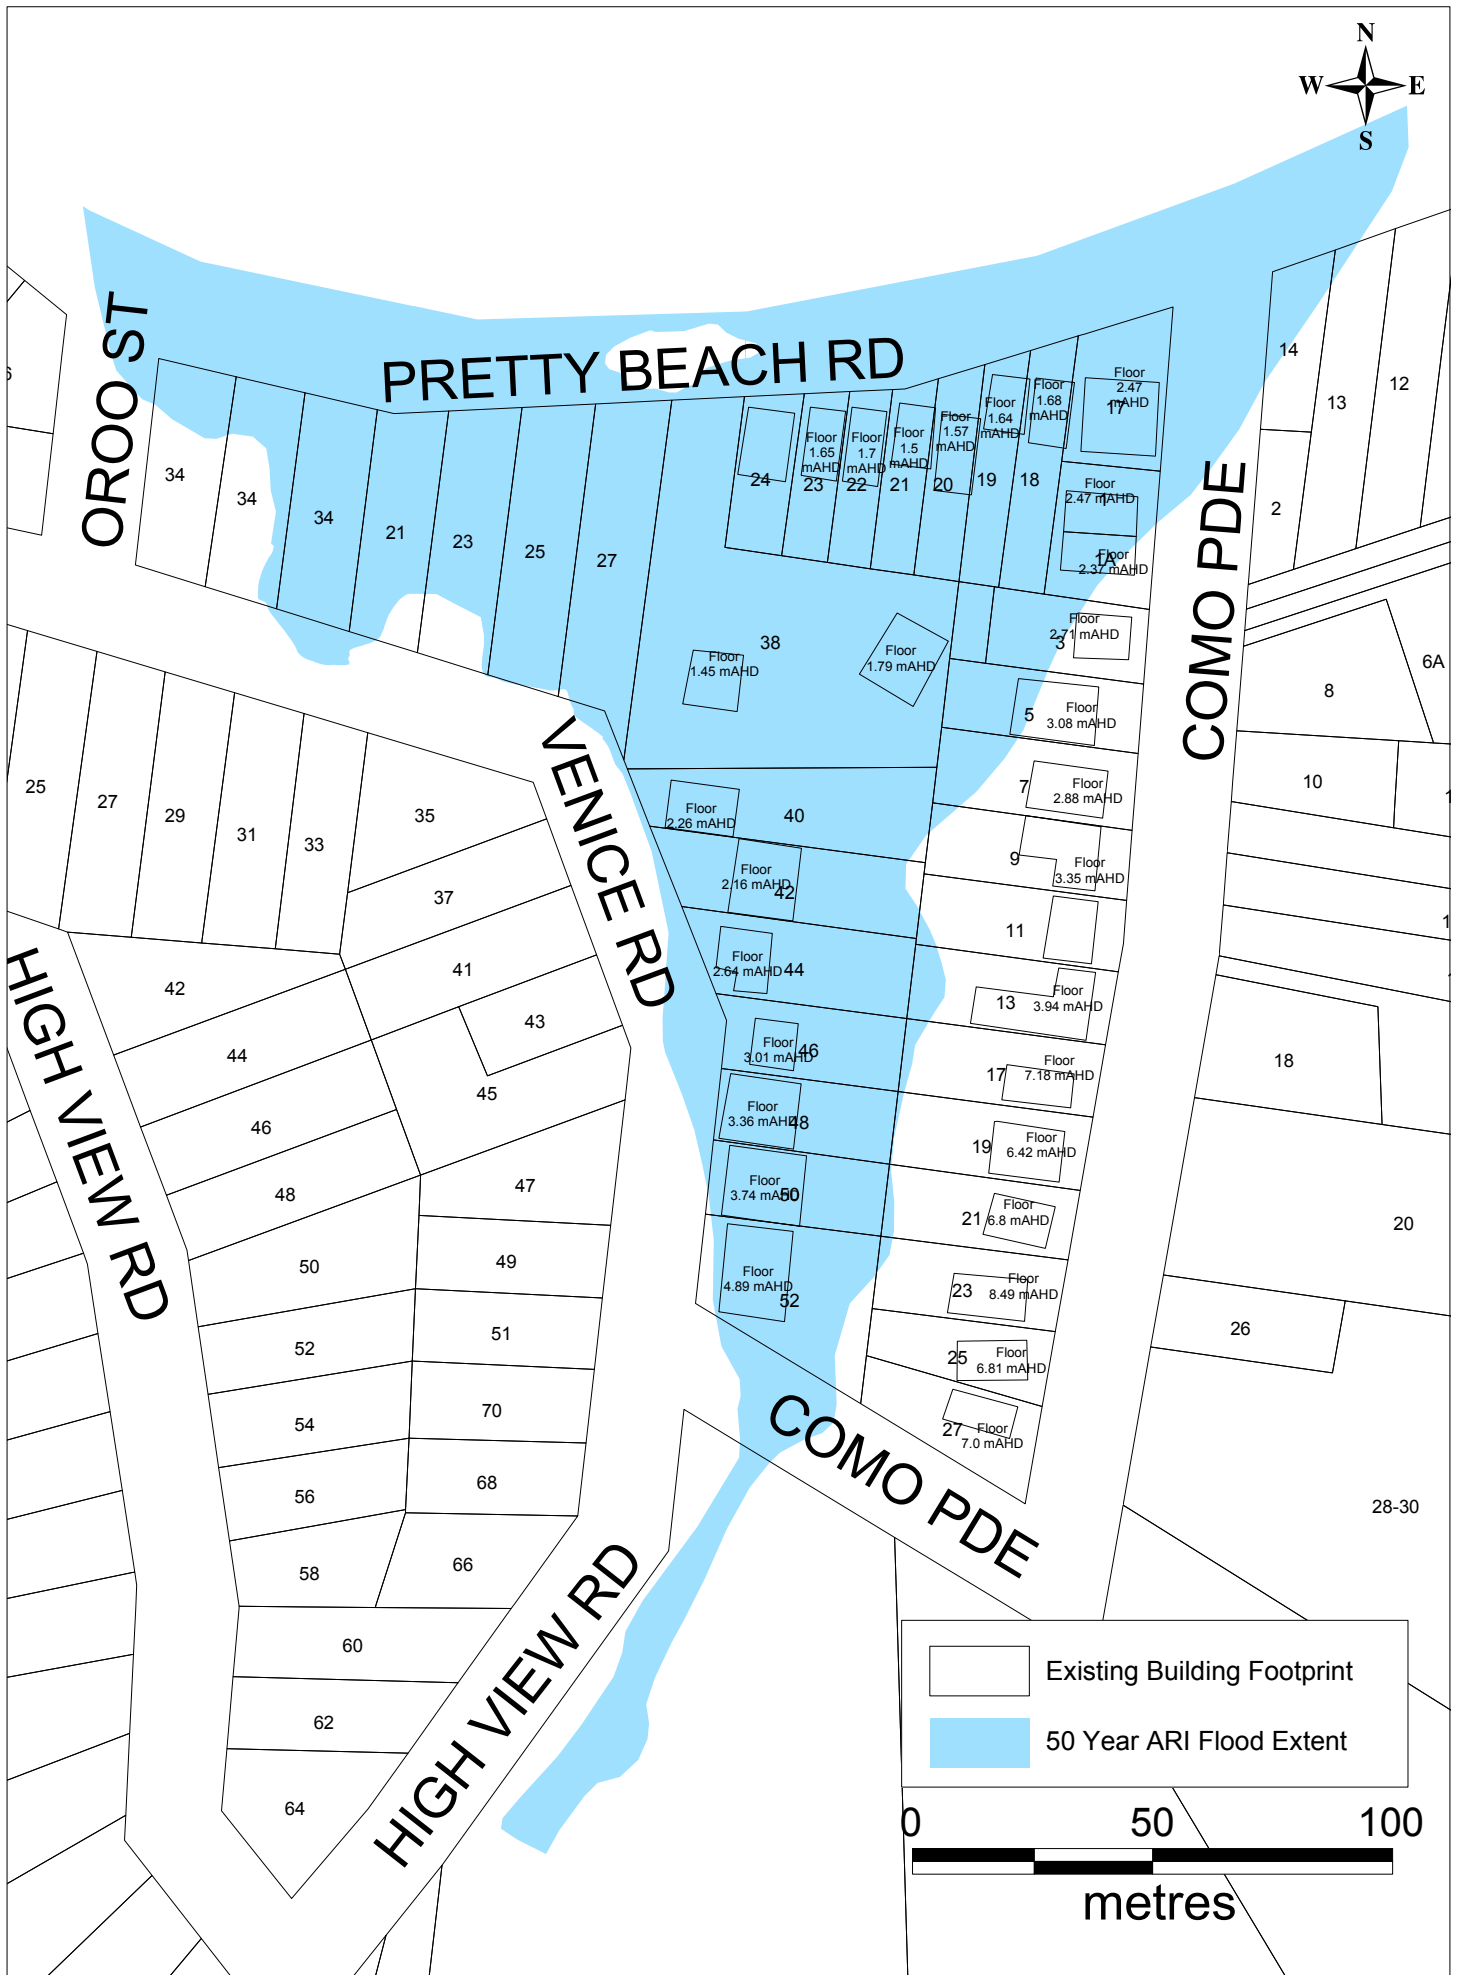 N
W E
S
OROO ST
PRETTY BEACH RD
COMO PDE
VENICE RD
HIGH VIEW RD
COMO PDE
HIGH VIEW RD
34
34
34
21
23
25
27
24
23
22
21
20
19
18
17
1
1A
3
5
7
9
11
13
17
19
21
23
25
27
38
40
42
44
46
48
50
52
Floor
1.65
mAHD
Floor
1.7
mAHD
Floor
1.5
mAHD
Floor
1.57
mAHD
Floor
1.64
mAHD
Floor
1.68
mAHD
Floor
2.47
mAHD
Floor
2.47 mAHD
Floor
2.37 mAHD
Floor
2.71 mAHD
Floor
3.08 mAHD
Floor
2.88 mAHD
Floor
3.35 mAHD
Floor
3.94 mAHD
Floor
7.18 mAHD
Floor
6.42 mAHD
Floor
6.8 mAHD
Floor
8.49 mAHD
Floor
6.81 mAHD
Floor
7.0 mAHD
Floor
1.45 mAHD
Floor
1.79 mAHD
Floor
2.26 mAHD
Floor
2.16 mAHD
Floor
2.64 mAHD
Floor
3.01 mAHD
Floor
3.36 mAHD
Floor
3.74 mAHD
Floor
4.89 mAHD
14
13
12
2
6A
8
10
18
20
26
28-30
25
27
29
31
33
35
37
41
43
45
47
49
51
70
68
66
42
44
46
48
50
52
54
56
58
60
62
64
Existing Building Footprint
50 Year ARI Flood Extent
0 50 100
metres